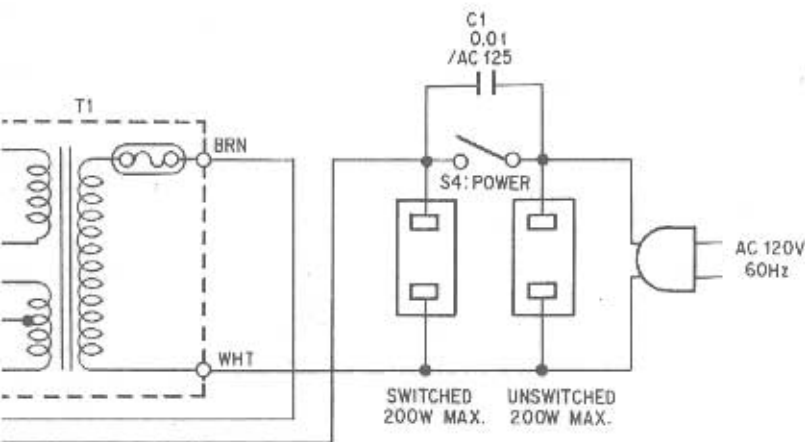 C1
0.01
/AC 125
T1
BRN
S4:POWER
AC 120V
60Hz
WHT
SWITCHED
200W MAX.
UNSWITCHED
200W MAX.